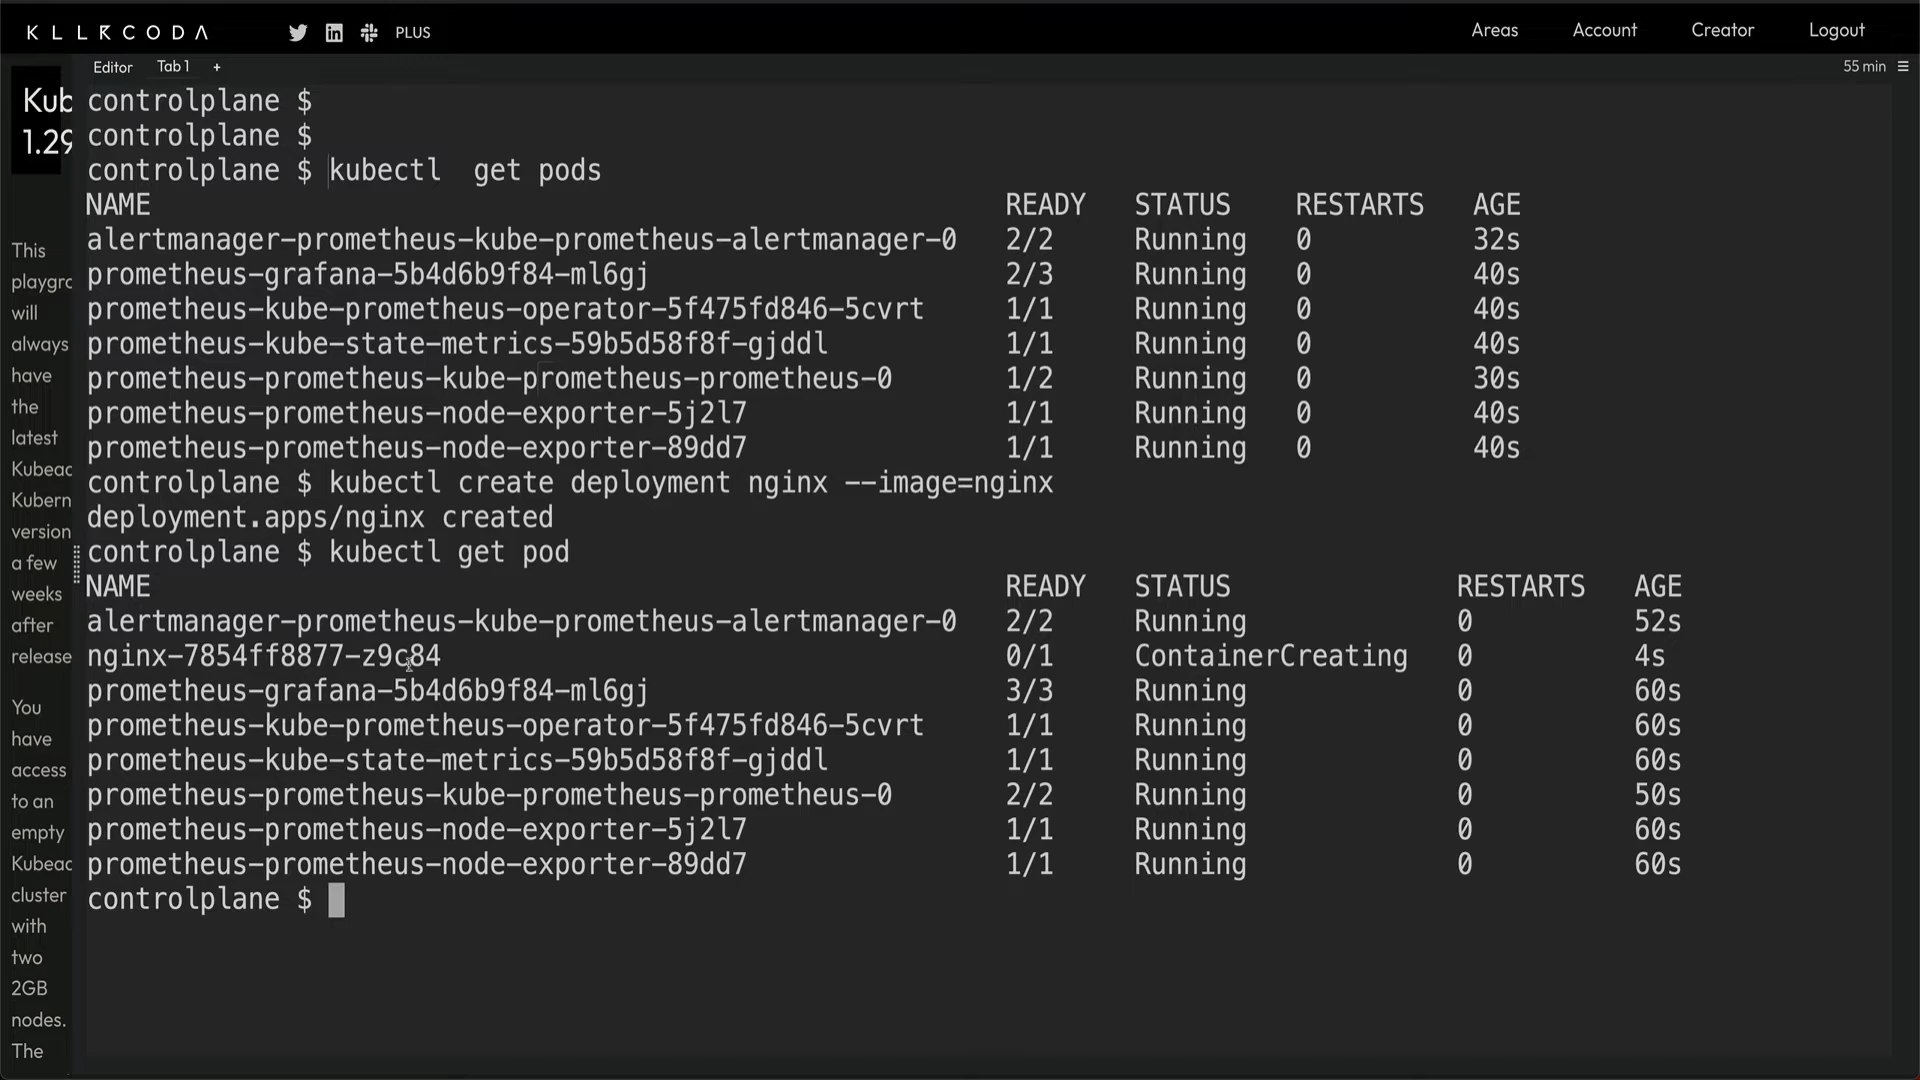 KLLRCODA PLUS Areas Account Creator Logout
Editor Tab 1 + 55 min
Kub
1.29
This
playgrc
will
always
have
the
latest
Kubeac
Kubern
version
a few
weeks
after
release
You
have
access
to an
empty
Kubeac
cluster
with
two
2GB
nodes.
The
controlplane $
controlplane $
controlplane $ kubectl  get pods
NAME READY STATUS RESTARTS AGE
alertmanager-prometheus-kube-prometheus-alertmanager-0 2/2 Running 0 32s
prometheus-grafana-5b4d6b9f84-ml6gj 2/3 Running 0 40s
prometheus-kube-prometheus-operator-5f475fd846-5cvrt 1/1 Running 0 40s
prometheus-kube-state-metrics-59b5d58f8f-gjddl 1/1 Running 0 40s
prometheus-prometheus-kube-prometheus-prometheus-0 1/2 Running 0 30s
prometheus-prometheus-node-exporter-5j2l7 1/1 Running 0 40s
prometheus-prometheus-node-exporter-89dd7 1/1 Running 0 40s
controlplane $ kubectl create deployment nginx --image=nginx
deployment.apps/nginx created
controlplane $ kubectl get pod
NAME READY STATUS RESTARTS AGE
alertmanager-prometheus-kube-prometheus-alertmanager-0 2/2 Running 0 52s
nginx-7854ff8877-z9c84 0/1 ContainerCreating 0 4s
prometheus-grafana-5b4d6b9f84-ml6gj 3/3 Running 0 60s
prometheus-kube-prometheus-operator-5f475fd846-5cvrt 1/1 Running 0 60s
prometheus-kube-state-metrics-59b5d58f8f-gjddl 1/1 Running 0 60s
prometheus-prometheus-kube-prometheus-prometheus-0 2/2 Running 0 50s
prometheus-prometheus-node-exporter-5j2l7 1/1 Running 0 60s
prometheus-prometheus-node-exporter-89dd7 1/1 Running 0 60s
controlplane $